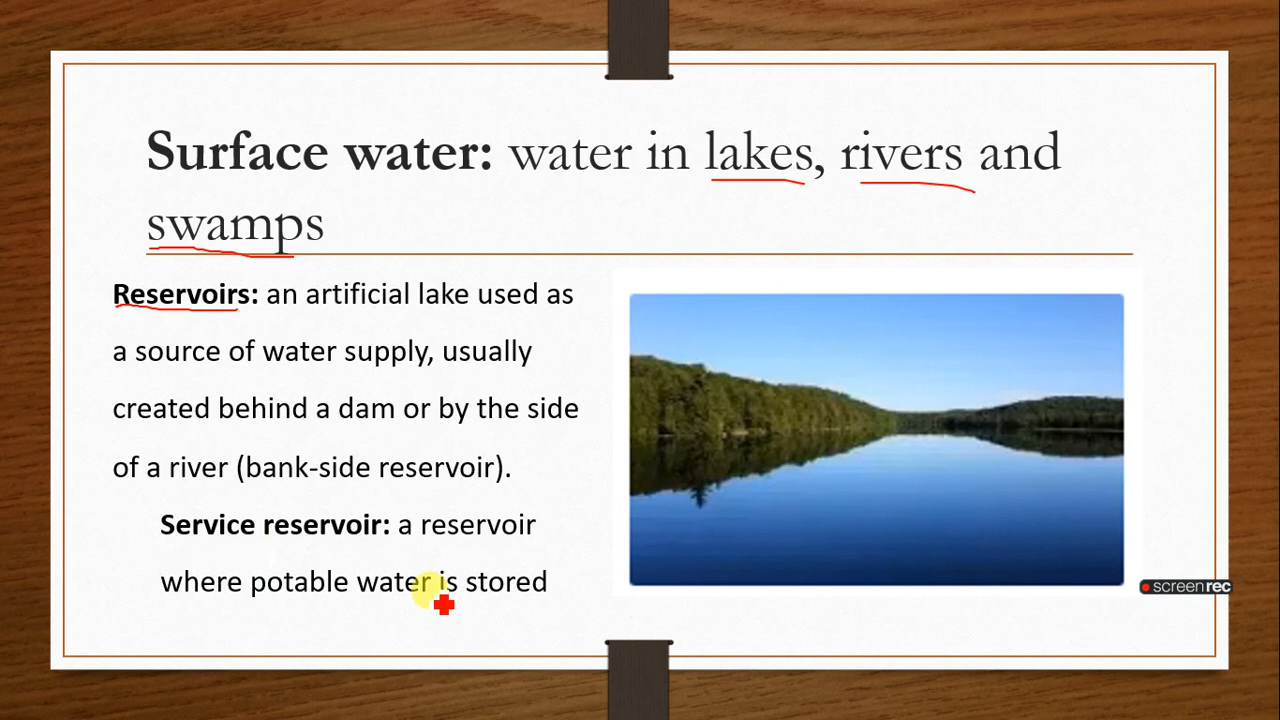 Surface water: water in lakes, rivers and
swamps
Reservoirs: an artificial lake used as
a source of water supply, usually
created behind a dam or by the side
of a river (bank-side reservoir).
Service reservoir: a reservoir
where potable water is stored
screenrec